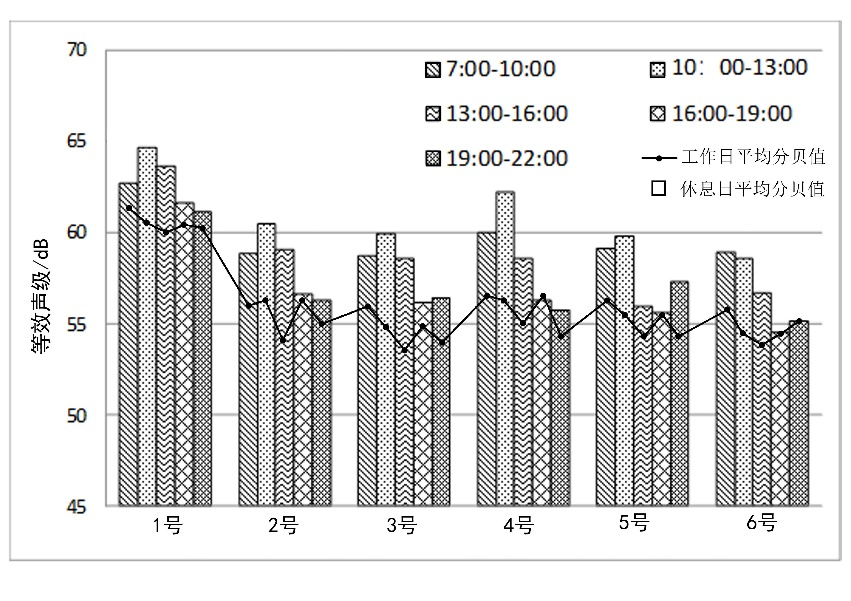 70
7:00-10:00
10：00-13:00
65
13:00-16:00
16:00-19:00
19:00-22:00
工作日平均分贝值
休息日平均分贝值
60
等效声级/dB
55
50
45
1号
2号
3号
4号
5号
6号